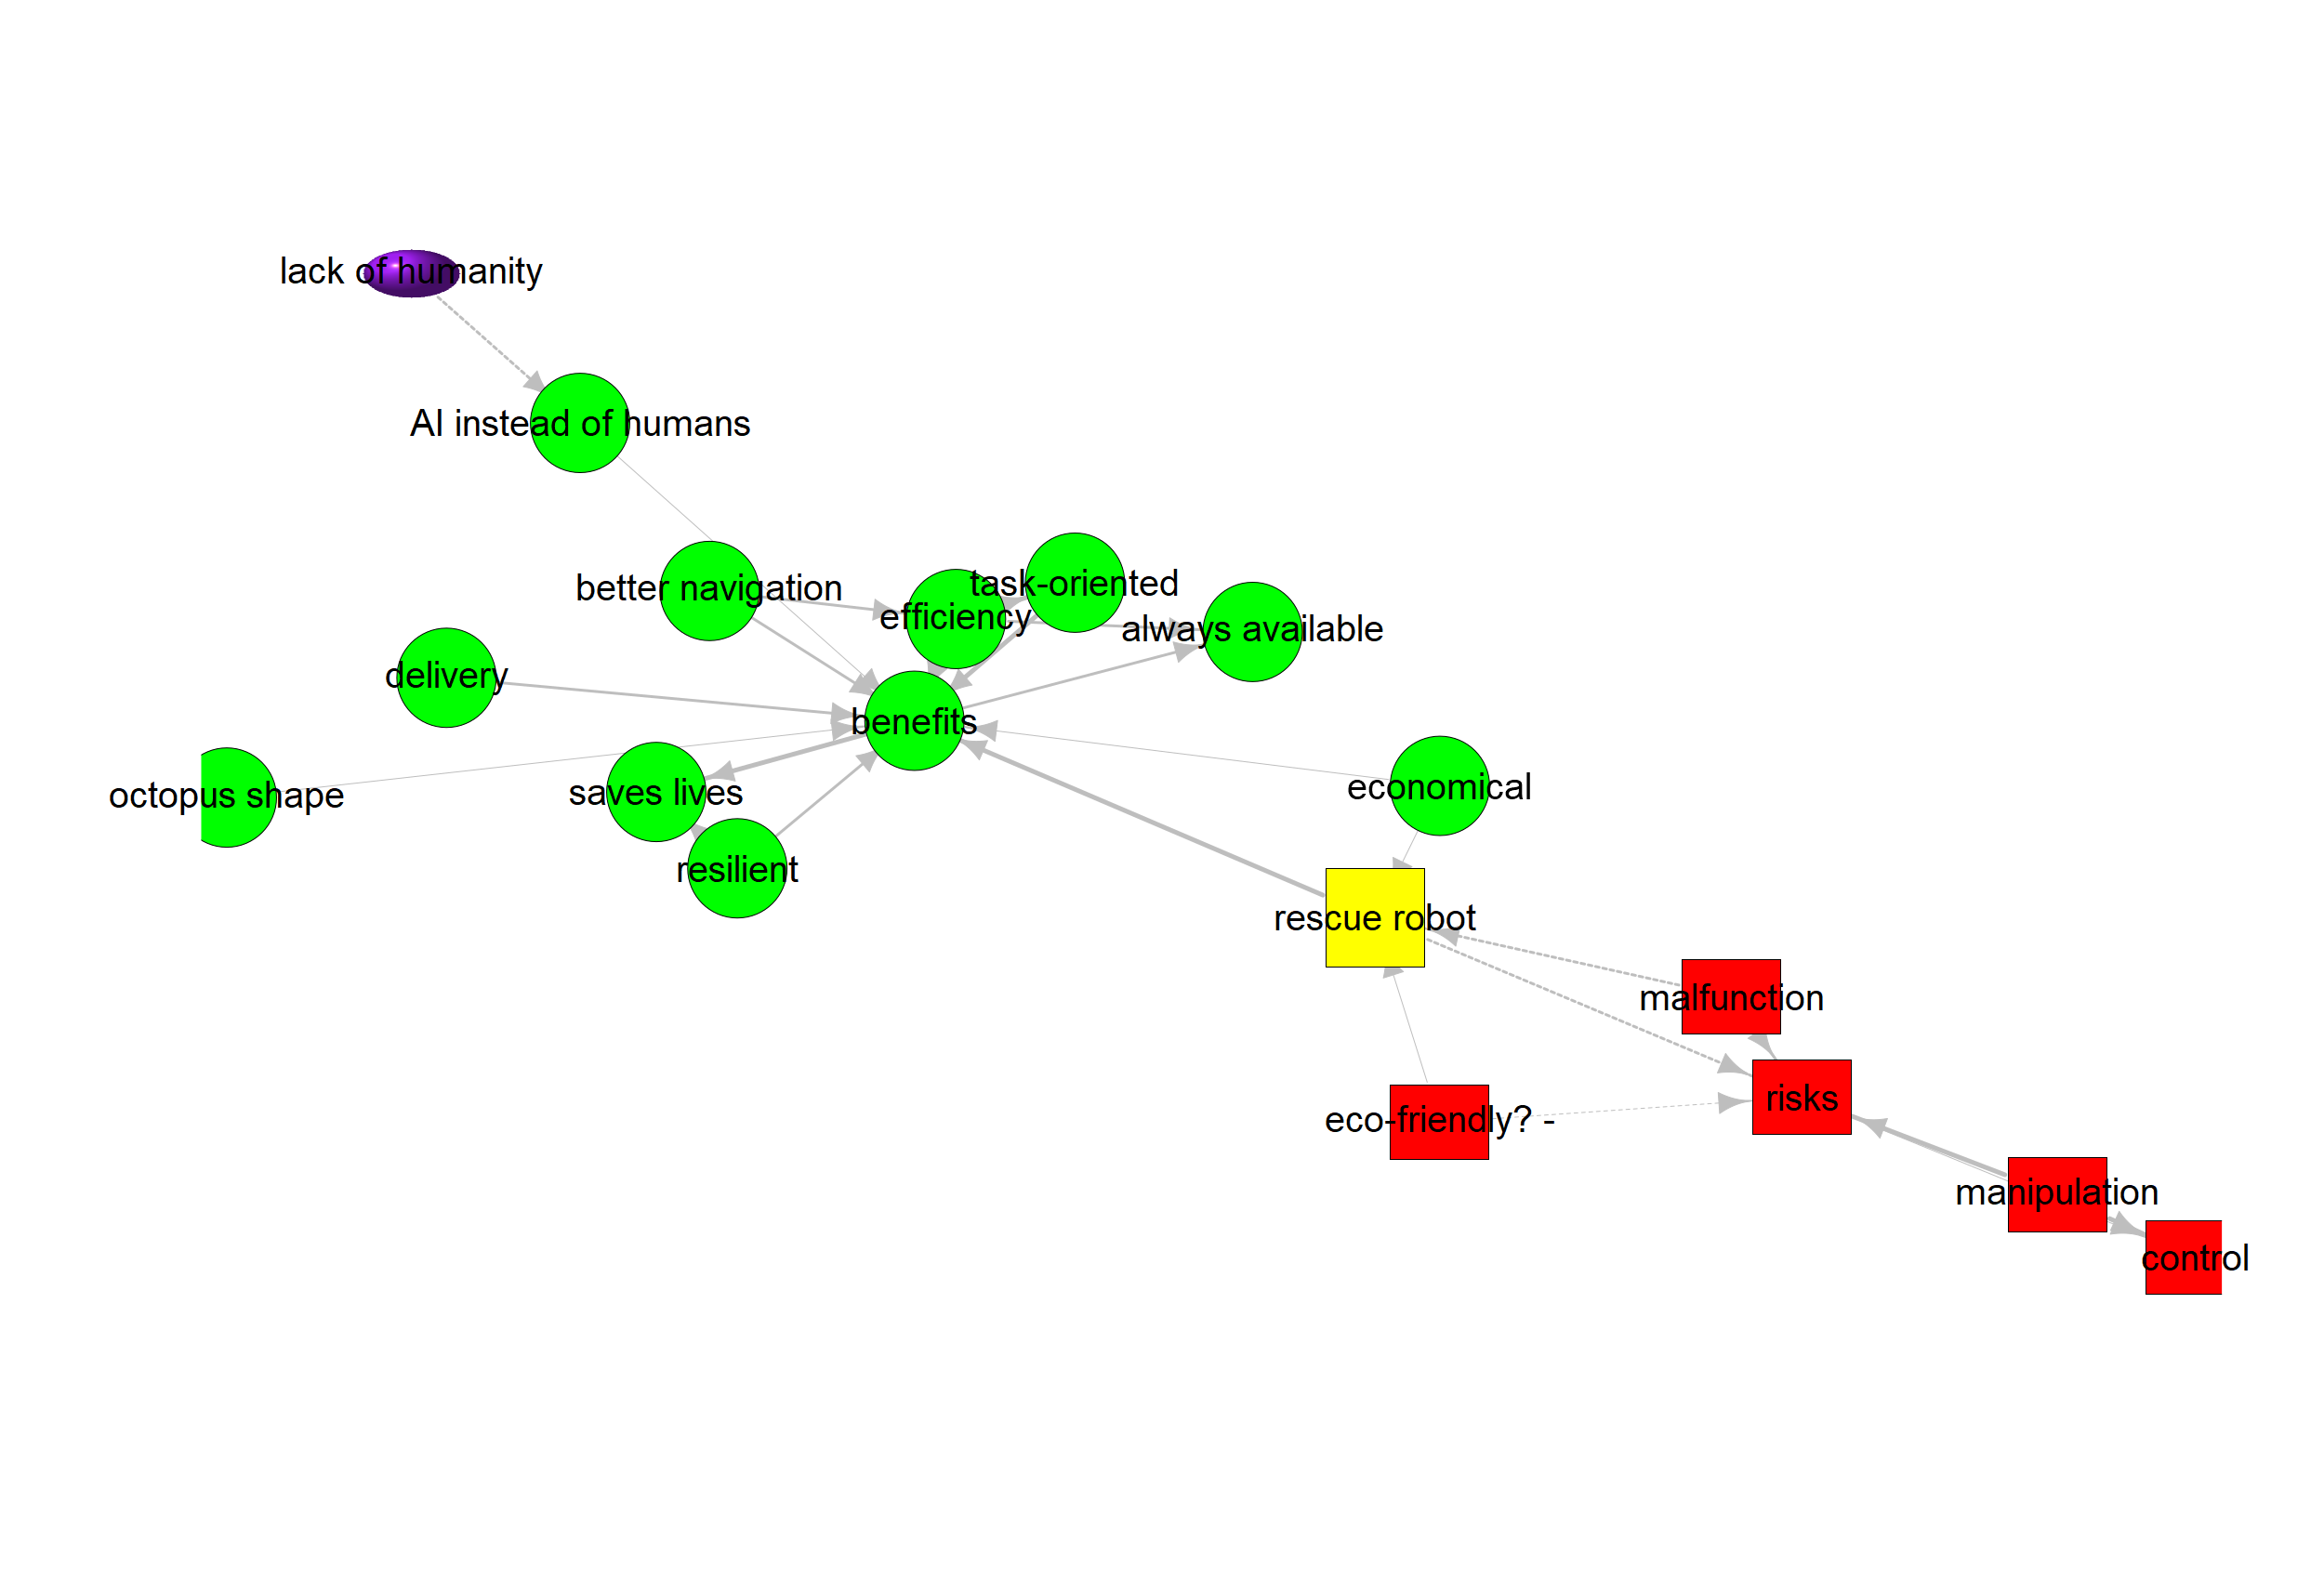 lack of humanity
AI instead of humans
better navigation
task-oriented
efficiency
always available
delivery
benefits
octopus shape
saves lives
economical
resilient
rescue robot
malfunction
risks
eco-friendly? -
manipulation
control